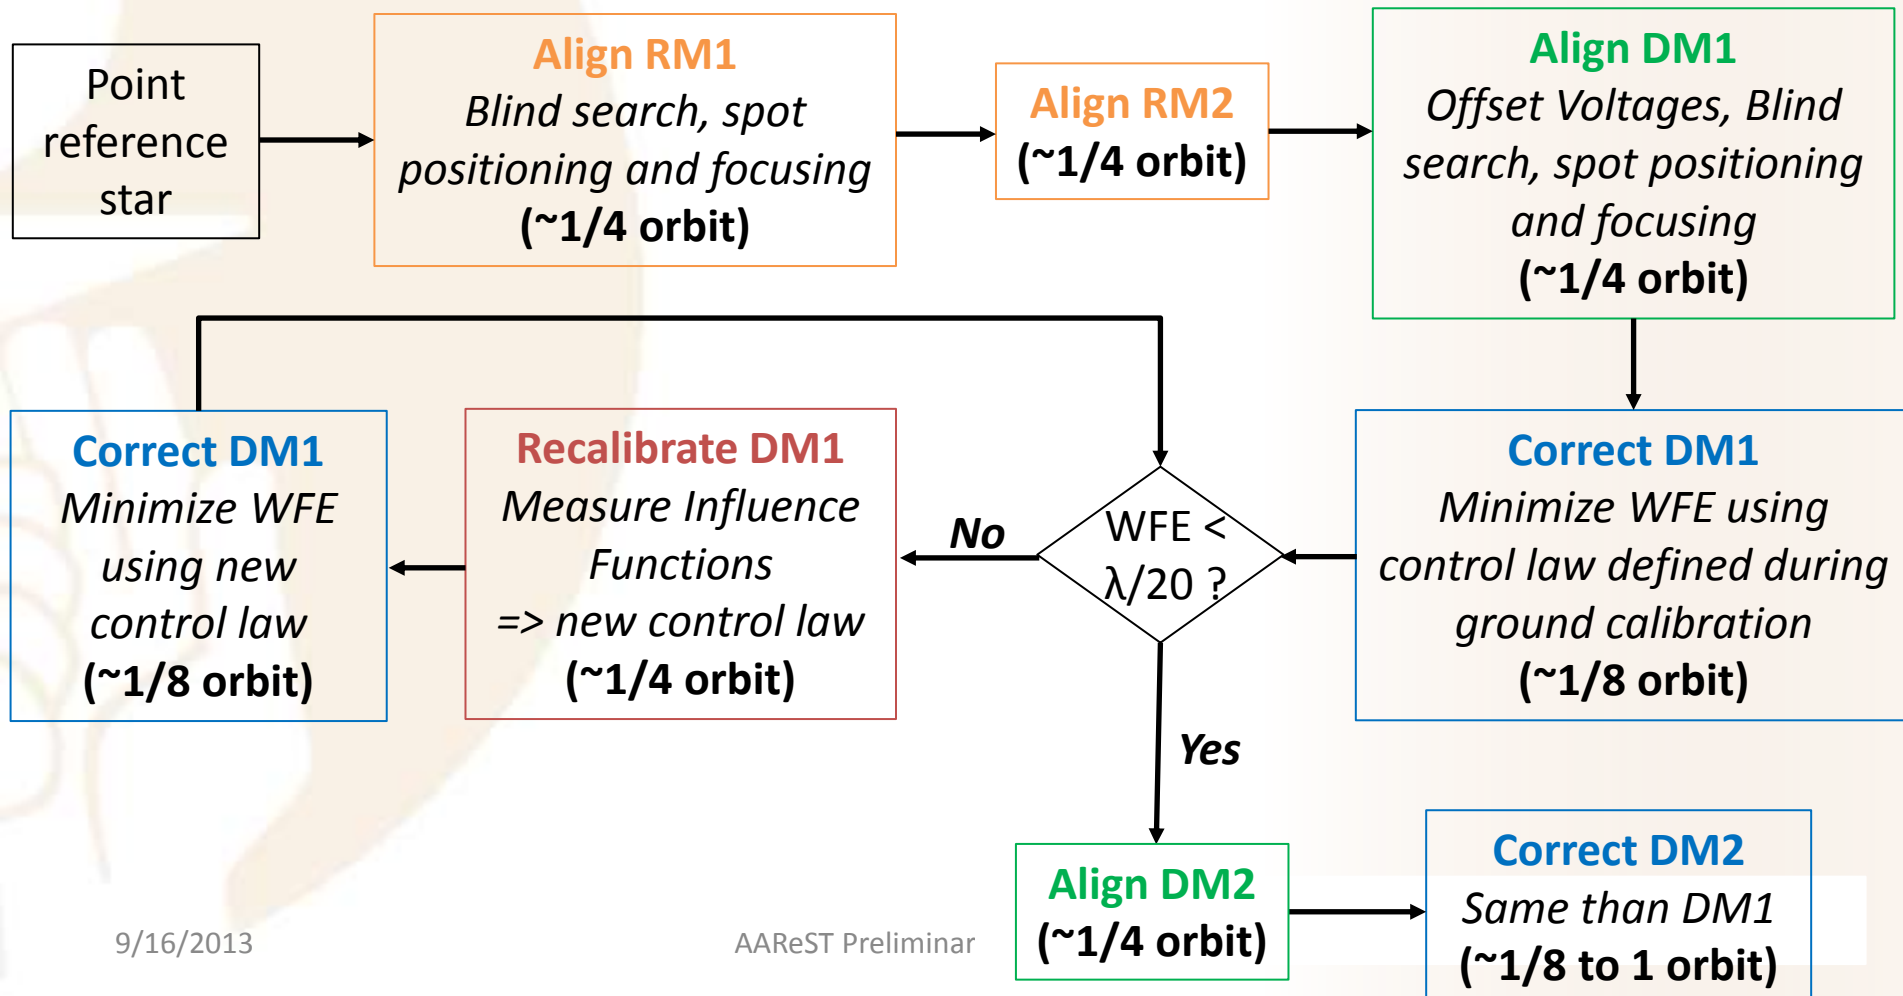 Point
reference
star
Align RM1
Blind search, spot
positioning and focusing
(~1/4 orbit)
Align RM2
(~1/4 orbit)
Align DM1
Offset Voltages, Blind
search, spot positioning
and focusing
(~1/4 orbit)
Correct DM1
Minimize WFE using
control law defined during
ground calibration
(~1/8 orbit)
WFE <
λ/20 ?
No
Recalibrate DM1
Measure Influence
Functions
=> new control law
(~1/4 orbit)
Correct DM1
Minimize WFE
using new
control law
(~1/8 orbit)
Yes
Align DM2
(~1/4 orbit)
Correct DM2
Same than DM1
(~1/8 to 1 orbit)
9/16/2013
AAReST Preliminar